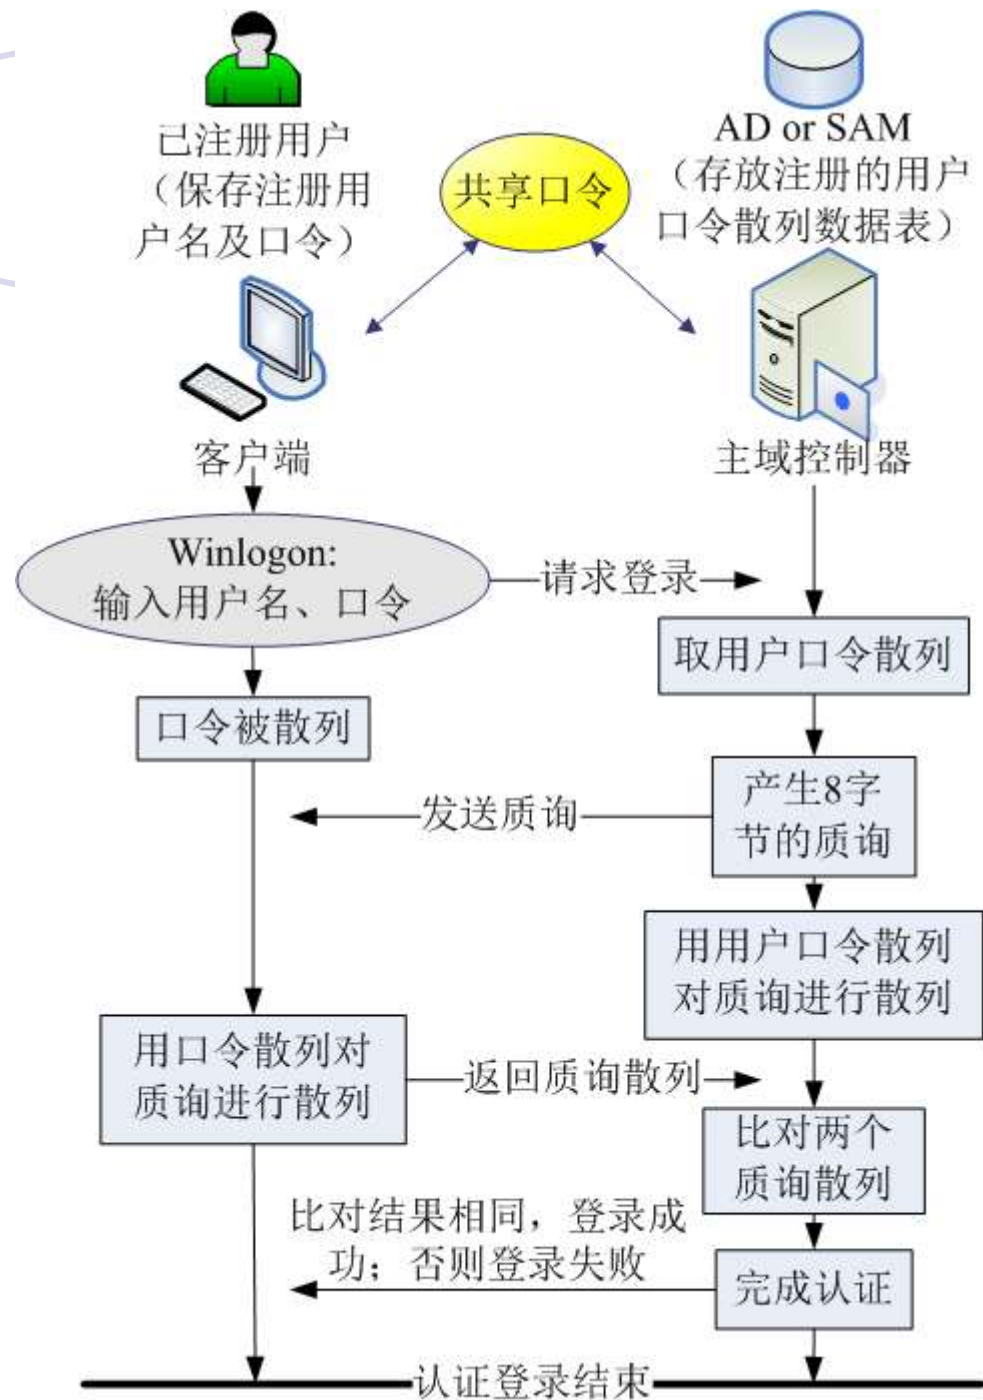 已注册用户
（保存注册用
户名及口令）
共享口令
AD or SAM
（存放注册的用户
口令散列数据表）
客户端
主域控制器
Winlogon:
输入用户名、口令
请求登录
取用户口令散列
口令被散列
产生8字
节的质询
发送质询
用用户口令散列
对质询进行散列
用口令散列对
质询进行散列
返回质询散列
比对两个
质询散列
比对结果相同，登录成
功；否则登录失败
完成认证
认证登录结束